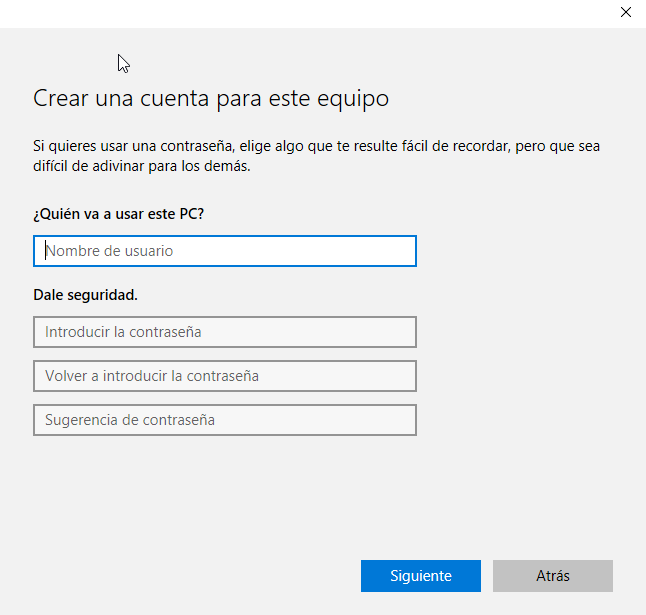 Crear una cuenta para este equipo
Si quieres usar una contraseña, elige algo que te resulte fácil de recordar, pero que sea
difícil de adivinar para los demás.
¿Quién va a usar este PC?
Nombre de usuario
Dale seguridad.
Introducir la contraseña
Volver a introducir la contraseña
Sugerencia de contraseña
Siguiente
Atrás